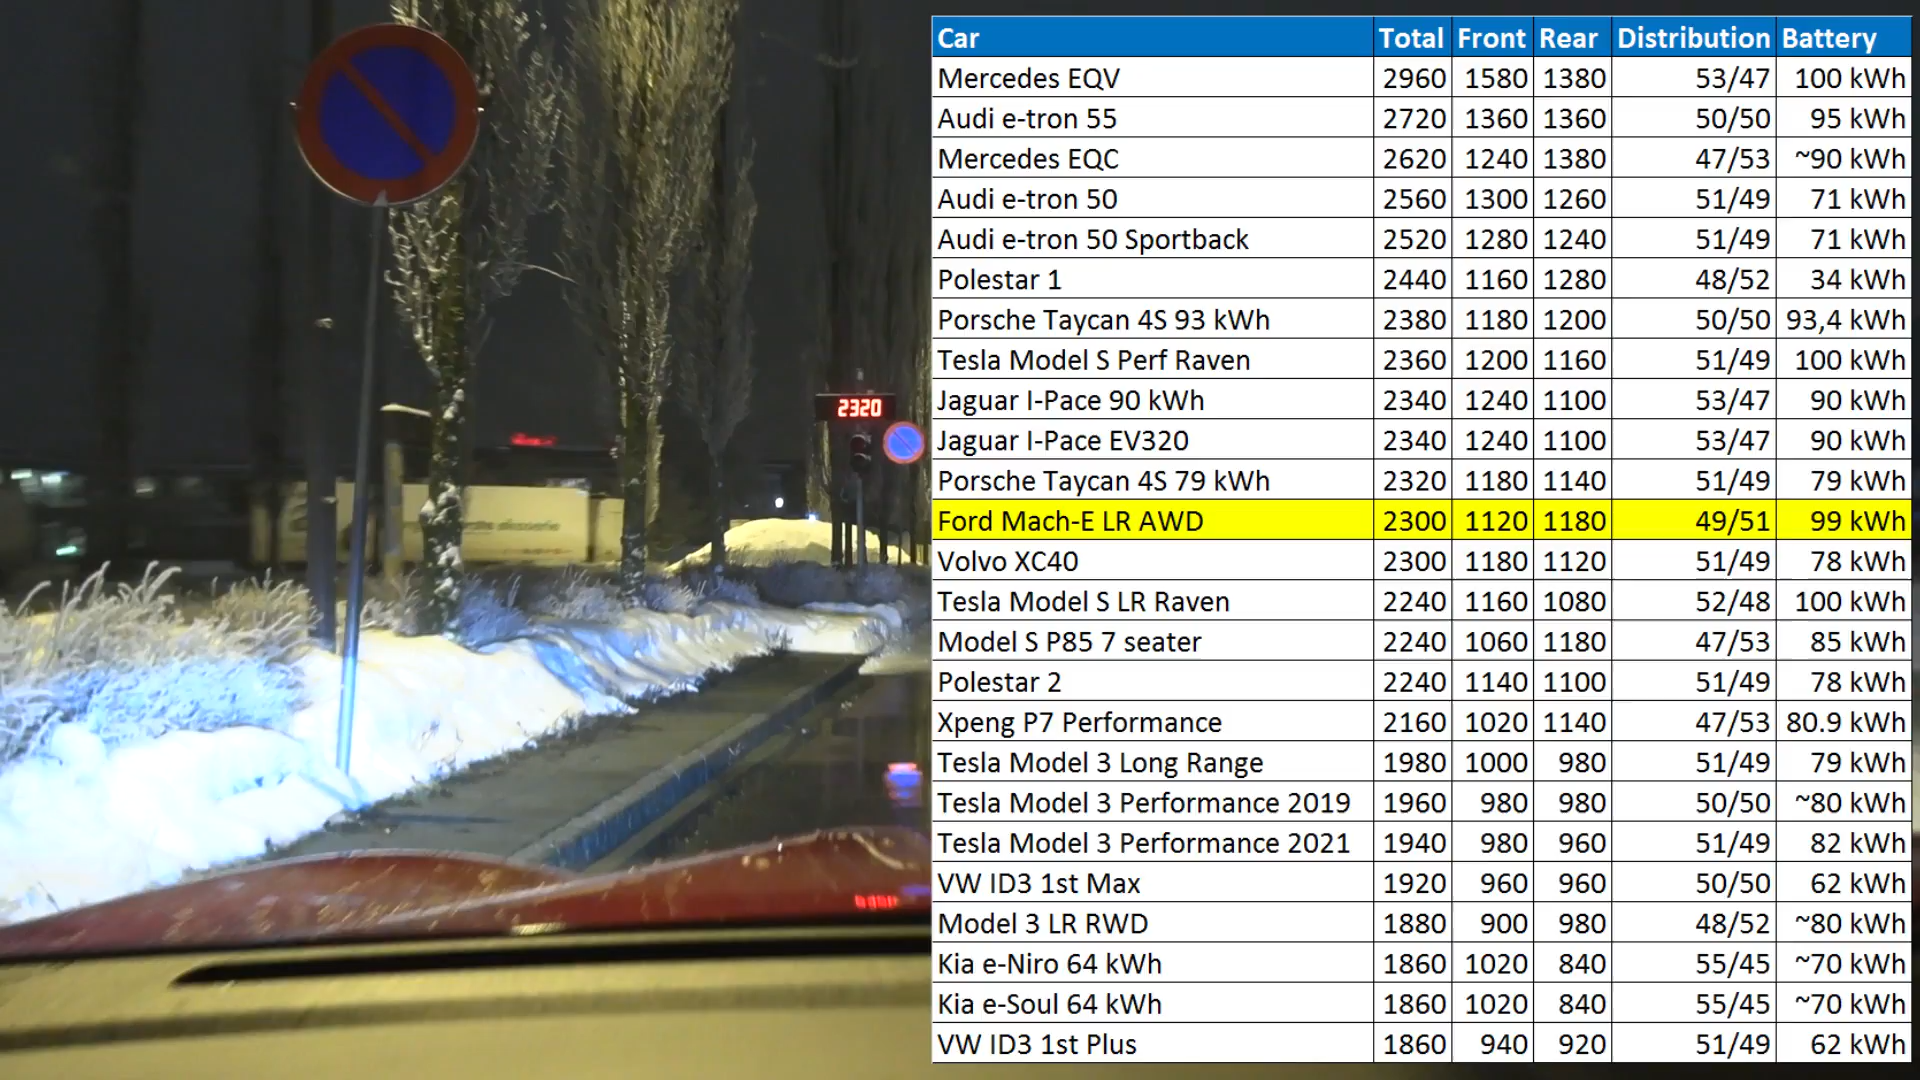 2320
Car Total Front Rear Distribution Battery
Mercedes EQV 2960 1580 1380 53/47 100 kWh
Audi e-tron 55 2720 1360 1360 50/50 95 kWh
Mercedes EQC 2620 1240 1380 47/53 ~90 kWh
Audi e-tron 50 2560 1300 1260 51/49 71 kWh
Audi e-tron 50 Sportback 2520 1280 1240 51/49 71 kWh
Polestar 1 2440 1160 1280 48/52 34 kWh
Porsche Taycan 4S 93 kWh 2380 1180 1200 50/50 93,4 kWh
Tesla Model S Perf Raven 2360 1200 1160 51/49 100 kWh
Jaguar I-Pace 90 kWh 2340 1240 1100 53/47 90 kWh
Jaguar I-Pace EV320 2340 1240 1100 53/47 90 kWh
Porsche Taycan 4S 79 kWh 2320 1180 1140 51/49 79 kWh
Ford Mach-E LR AWD 2300 1120 1180 49/51 99 kWh
Volvo XC40 2300 1180 1120 51/49 78 kWh
Tesla Model S LR Raven 2240 1160 1080 52/48 100 kWh
Model S P85 7 seater 2240 1060 1180 47/53 85 kWh
Polestar 2 2240 1140 1100 51/49 78 kWh
Xpeng P7 Performance 2160 1020 1140 47/53 80.9 kWh
Tesla Model 3 Long Range 1980 1000 980 51/49 79 kWh
Tesla Model 3 Performance 2019 1960 980 980 50/50 ~80 kWh
Tesla Model 3 Performance 2021 1940 980 960 51/49 82 kWh
VW ID3 1st Max 1920 960 960 50/50 62 kWh
Model 3 LR RWD 1880 900 980 48/52 ~80 kWh
Kia e-Niro 64 kWh 1860 1020 840 55/45 ~70 kWh
Kia e-Soul 64 kWh 1860 1020 840 55/45 ~70 kWh
VW ID3 1st Plus 1860 940 920 51/49 62 kWh